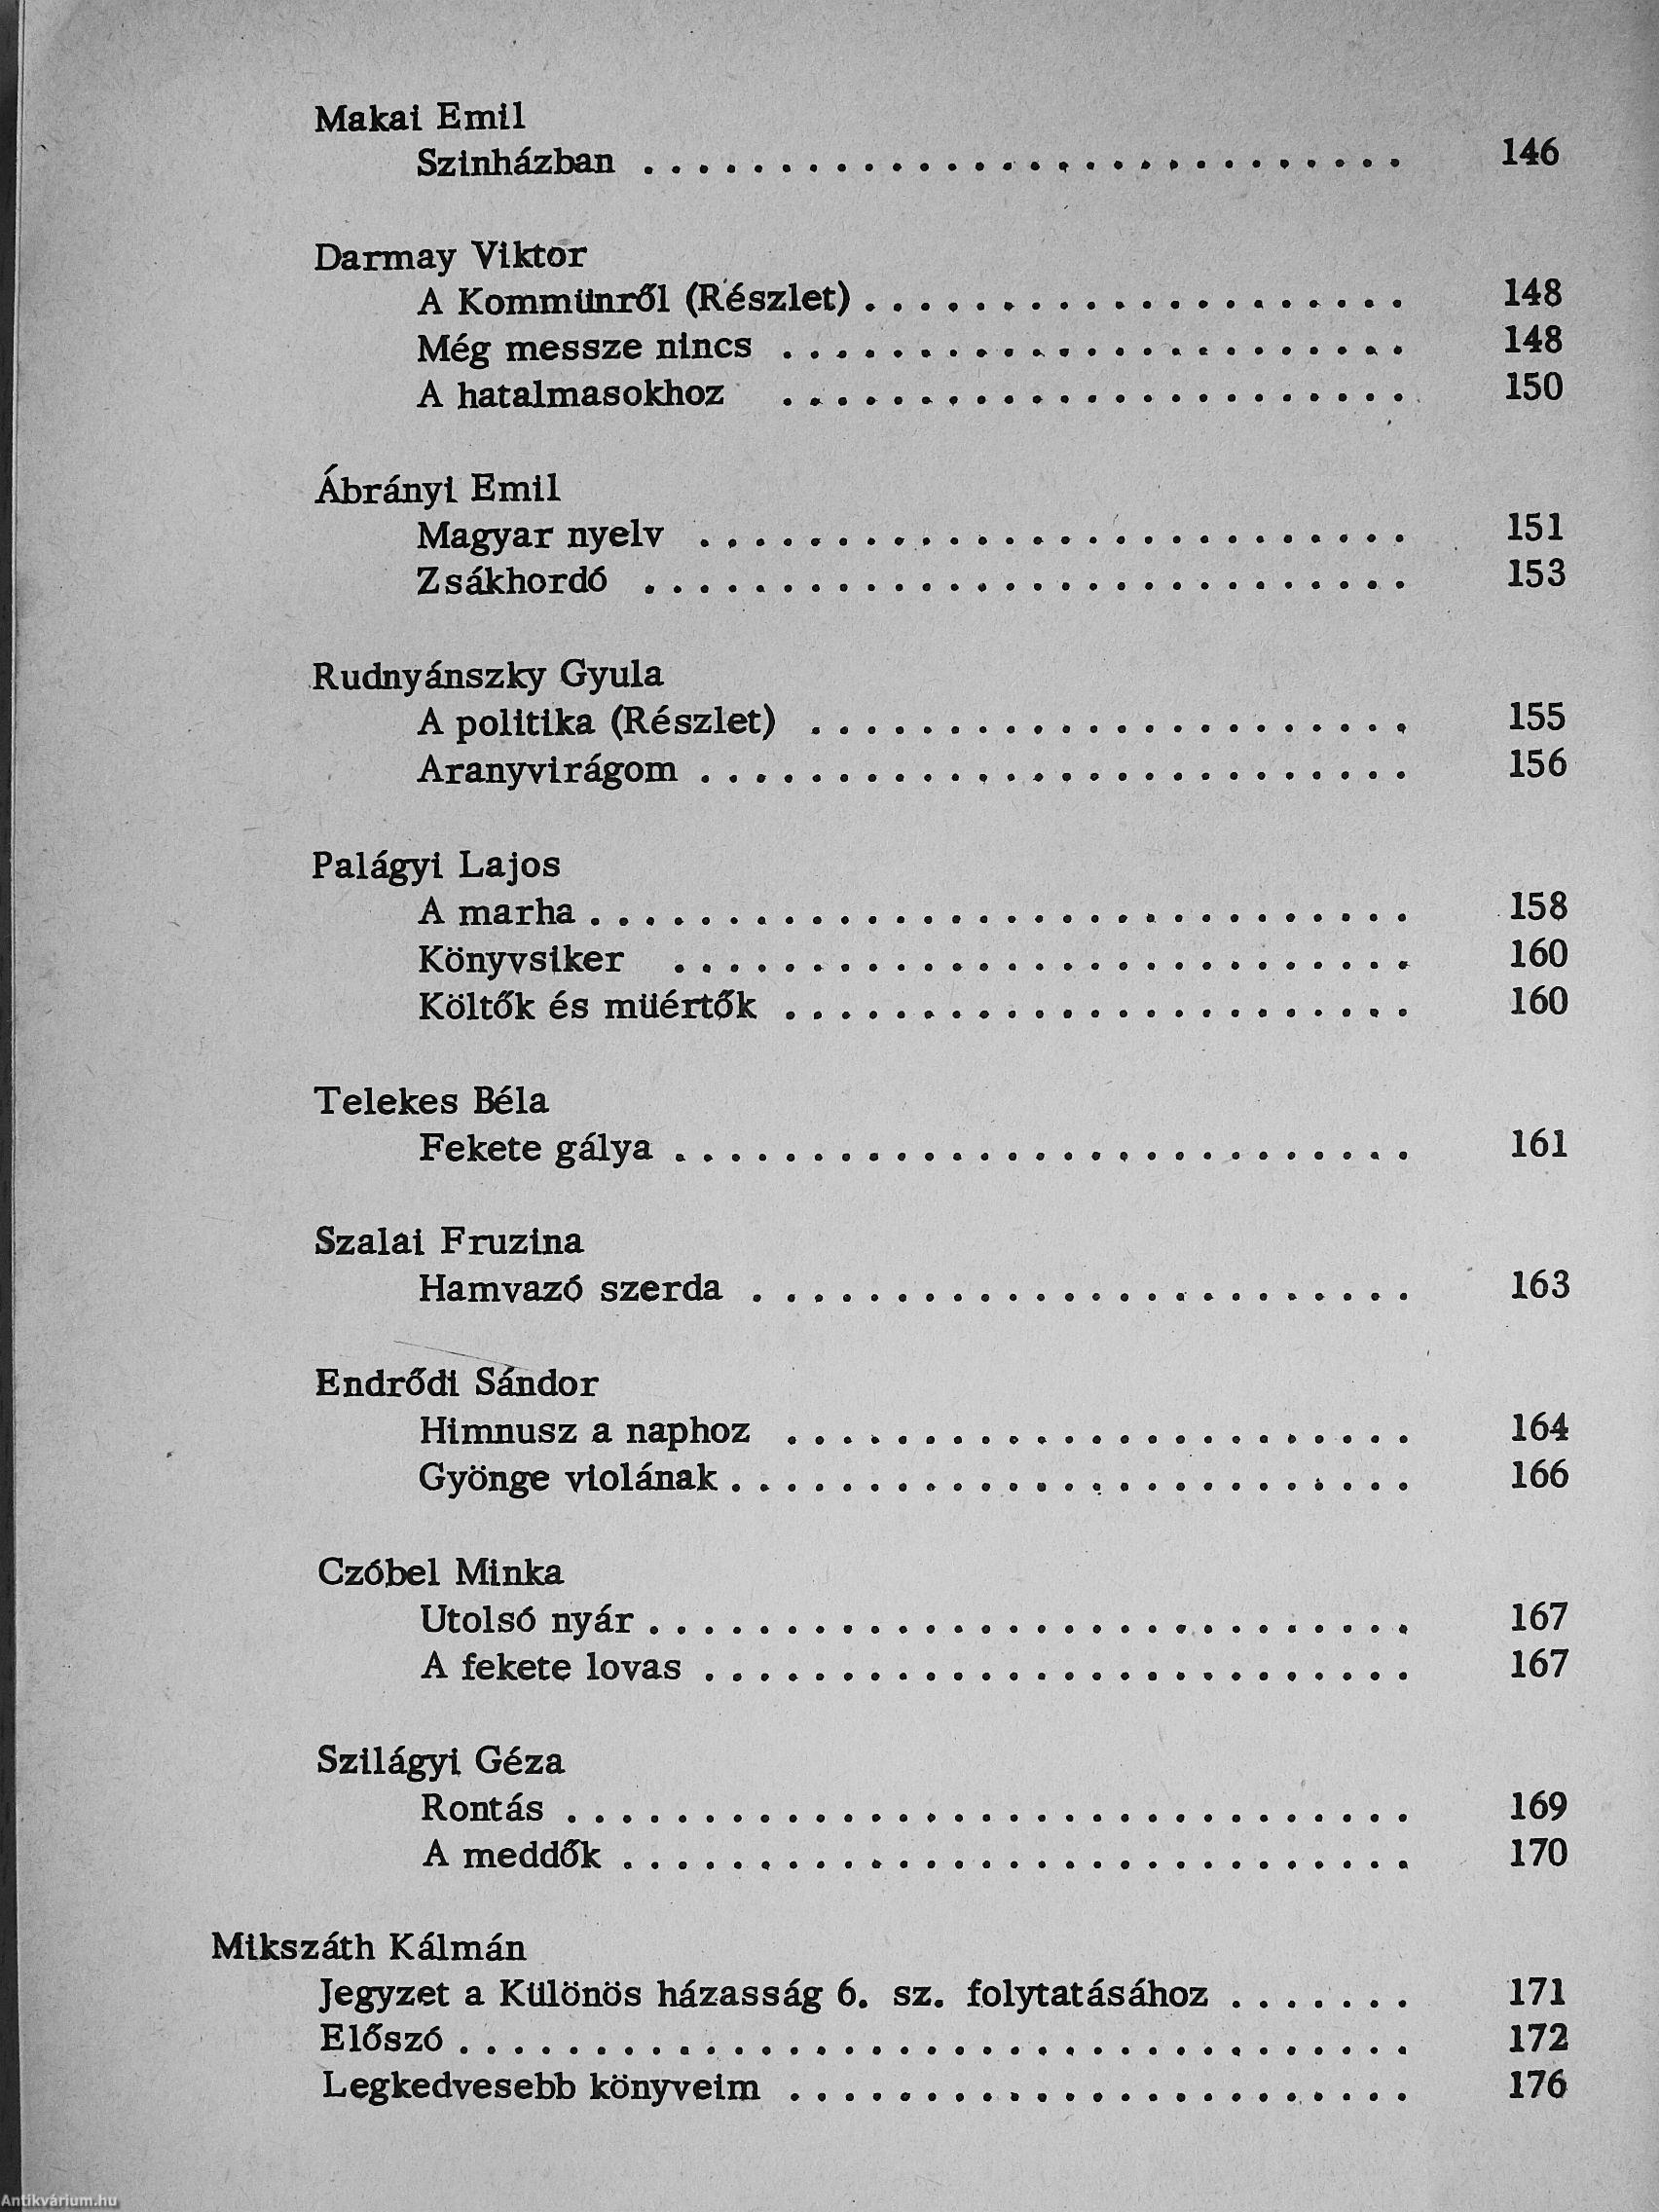 Makai Emil
Szinházban . . . . . . . . . . . . . . . . . . . . . . . . . . . . 146
Darmay Viktor
A Kommünről (Részlet) . . . . . . . . . . . . . . . . . . . . 148
Még messze nincs . . . . . . . . . . . . . . . . . . . . . . . 148
A hatalmasokhoz . . . . . . . . . . . . . . . . . . . . . . . 150
Ábrányi Emil
Magyar nyelv . . . . . . . . . . . . . . . . . . . . . . . . . . 151
Zsákhordó . . . . . . . . . . . . . . . . . . . . . . . . . . . . 153
Rudnyánszky Gyula
A politika (Részlet) . . . . . . . . . . . . . . . . . . . . . . 155
Aranyvirágom . . . . . . . . . . . . . . . . . . . . . . . . . . 156
Palágyi Lajos
A marha . . . . . . . . . . . . . . . . . . . . . . . . . . . . . . 158
Könyvsiker . . . . . . . . . . . . . . . . . . . . . . . . . . . 160
Költők és müértők . . . . . . . . . . . . . . . . . . . . . . . 160
Telekes Béla
Fekete gálya . . . . . . . . . . . . . . . . . . . . . . . . . . . 161
Szalai Fruzina
Hamvazó szerda . . . . . . . . . . . . . . . . . . . . . . . . 163
Endrődi Sándor
Himnusz a naphoz . . . . . . . . . . . . . . . . . . . . . . . 164
Gyönge violának . . . . . . . . . . . . . . . . . . . . . . . . . 166
Czóbel Minka
Utolsó nyár . . . . . . . . . . . . . . . . . . . . . . . . . . . . 167
A fekete lovas . . . . . . . . . . . . . . . . . . . . . . . . . . 167
Szilágyi Géza
Rontás . . . . . . . . . . . . . . . . . . . . . . . . . . . . . . . 169
A meddők . . . . . . . . . . . . . . . . . . . . . . . . . . . . . 170
Mikszáth Kálmán
Jegyzet a Különös házasság 6. sz. folytatásához . . . . . . . 171
Előszó . . . . . . . . . . . . . . . . . . . . . . . . . . . . . . . . . . . 172
Legkedvesebb könyveim . . . . . . . . . . . . . . . . . . . . . . . 176
Antikvárium.hu